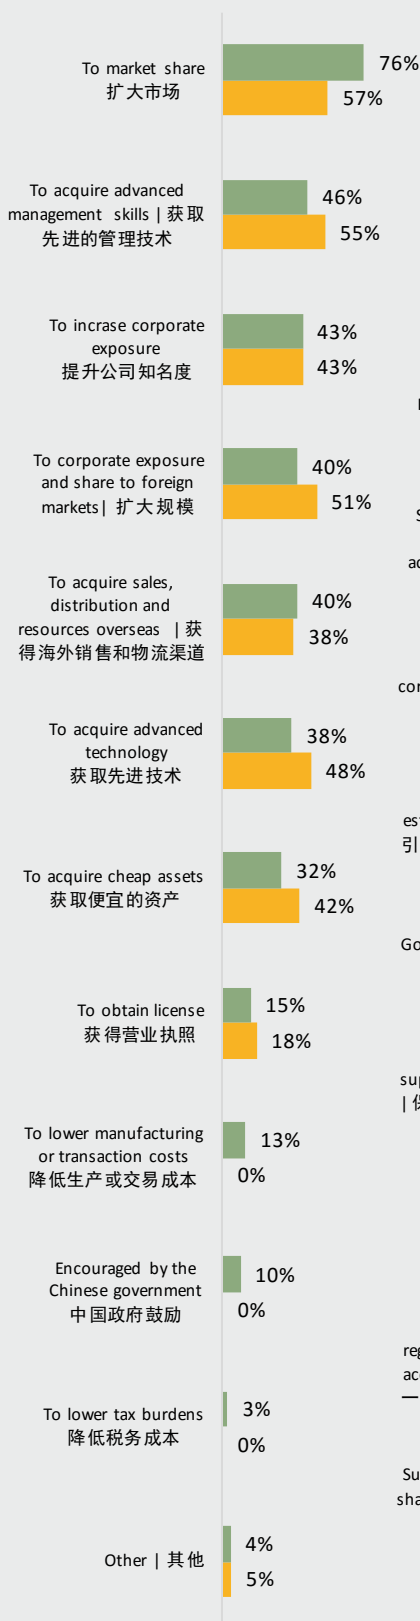 To market share
扩大市场
76%
57%
To acquire advanced
management skills | 获取
先进的管理技术
46%
55%
To incrase corporate
exposure
提升公司知名度
43%
43%
To corporate exposure
and share to foreign
markets| 扩大规模
40%
51%
To acquire sales,
distribution and
resources overseas | 获
得海外销售和物流渠道
40%
38%
To acquire advanced
technology
获取先进技术
38%
48%
To acquire cheap assets
获取便宜的资产
32%
42%
To obtain license
获得营业执照
15%
18%
To lower manufacturing
or transaction costs
降低生产或交易成本
13%
0%
Encouraged by the
Chinese government
中国政府鼓励
10%
0%
To lower tax burdens
降低税务成本
3%
0%
Other | 其他
4%
5%